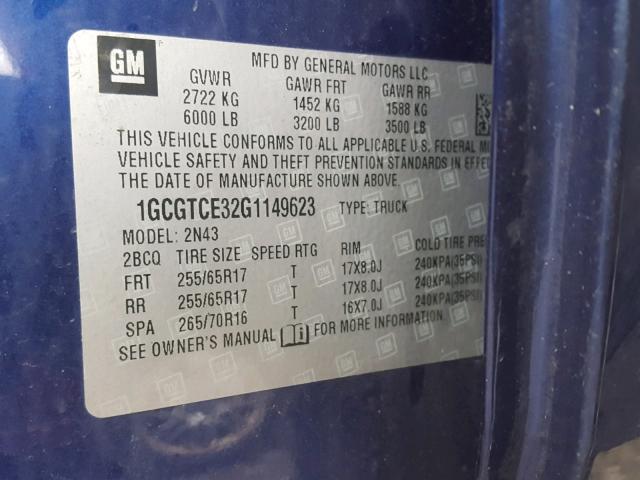 GM
MFD BY GENERAL MOTORS LLC
GVWR GAWR FRT GAWR RR
2722 KG 1452 KG 1588 KG
6000 LB 3200 LB 3500 LB
THIS VEHICLE CONFORMS TO ALL APPLICABLE U.S. FEDERAL
VEHICLE SAFETY AND THEFT PREVENTION STANDARDS IN
THE DATE OF MANUFACTURE SHOWN ABOVE.
1GCGTCE32G1149623 TYPE: TRUCK
MODEL: 2N43
2BCQ TIRE SIZE SPEED RTG RIM COLD TIRE
FRT 255/65R17 T 17X8.0J 240KPA(35PSI)
RR 255/65R17 T 17X8.0J 240KPA(35PSI)
SPA 265/70R16 T 16X7.0J 240KPA(35PSI)
SEE OWNER'S MANUAL FOR MORE INFORMATION.